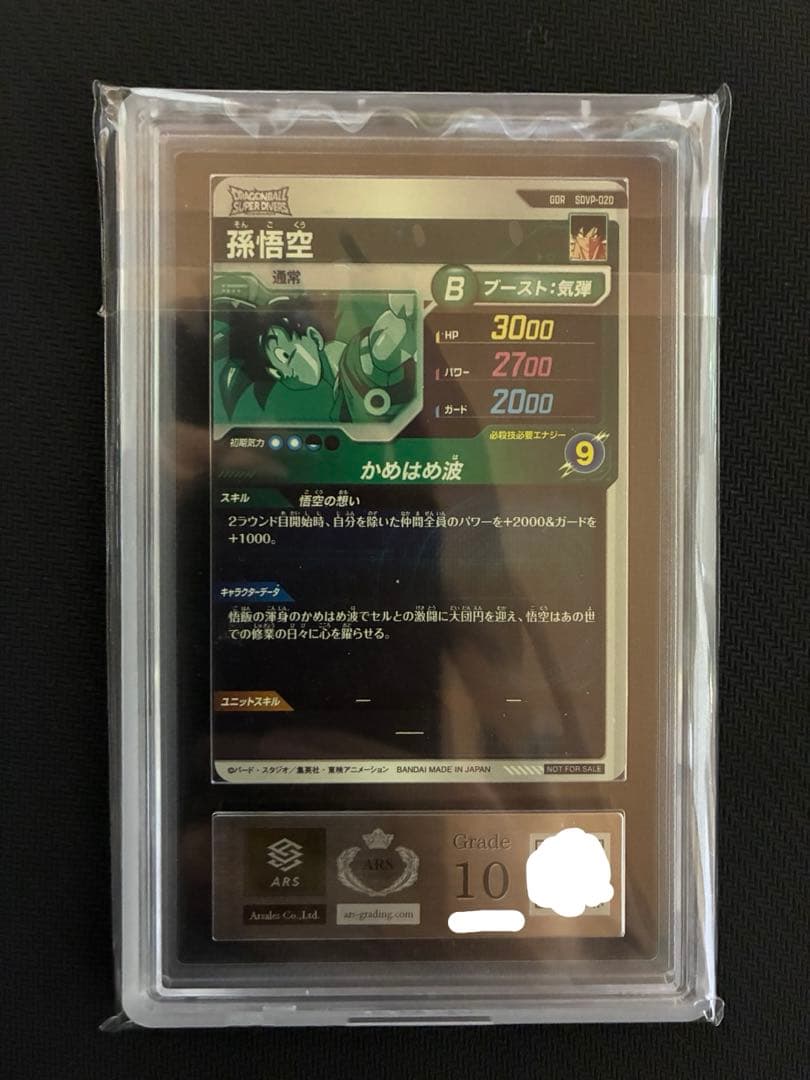 DRAGONBALL
SUPER DIVERS
GDR SDVP-020
そん ご くう
孫悟空
通常
B ブースト:気弾
HP 3000
パワー 2700
ガード 2000
初期気力
必殺技必要エナジー
9
かめはめ波
スキル 悟空の想い
2ラウンド目開始時、自分を除いた仲間全員のパワーを+2000&ガードを
+1000。
キャラクターデータ
悟飯の渾身のかめはめ波でセルとの激闘に大団円を迎え、悟空はあの世
での修業の日々に心を躍らせる。
ユニットスキル
©バード・スタジオ/集英社・東映アニメーション BANDAI MADE IN JAPAN
NOT FOR SALE
ARS
Arsales Co.,Ltd.
ARS
ars-grading.com
Grade
10